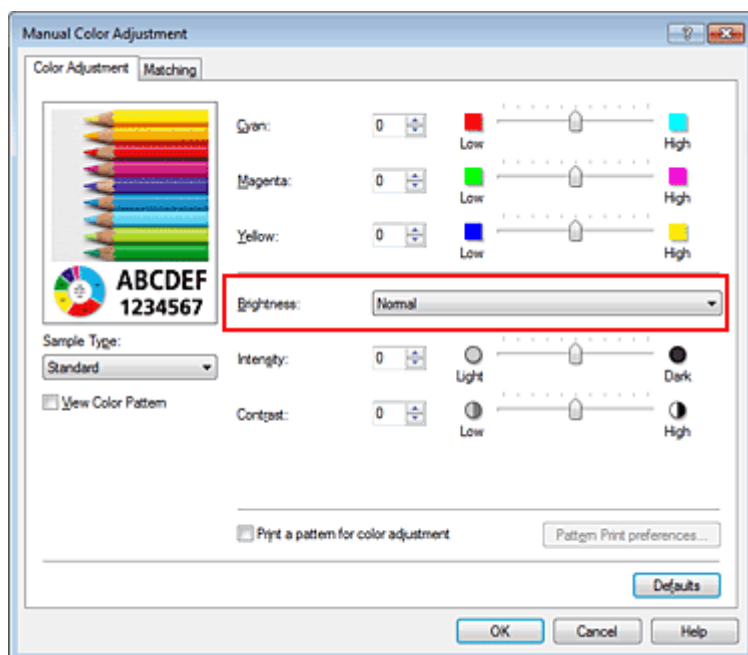 Manual Color Adjustment
Color Adjustment Matching
Cyan: 0 Low High
Magenta: 0 Low High
Yellow: 0 Low High
ABCDEF
1234567
Brightness: Normal
Sample Type:
Standard
View Color Pattern
Intensity: 0 Light Dark
Contrast: 0 Low High
Print a pattern for color adjustment Pattern Print preferences...
Defaults
OK Cancel Help